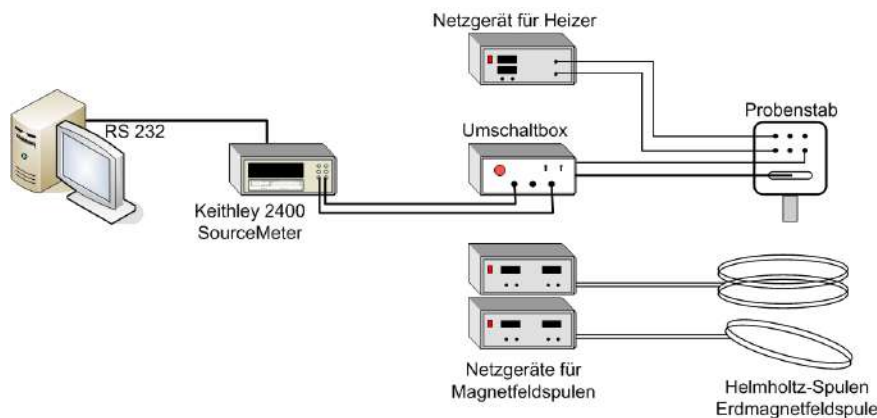 Netzgerät für Heizer
RS 232
Umschaltbox
Probenstab
Keithley 2400
SourceMeter
Netzgeräte für
Magnetfeldspulen
Helmholtz-Spulen
Erdmagnetfeldspule